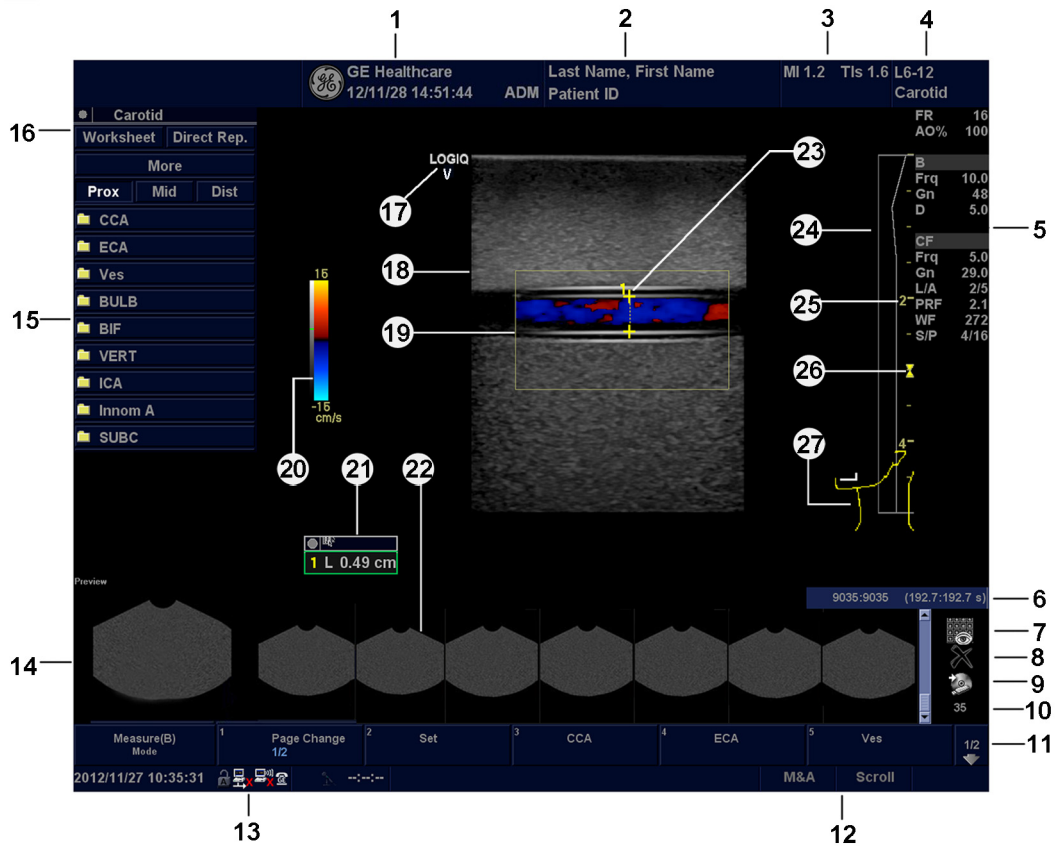 1 2 3 4
GE Healthcare
12/11/28 14:51:44 ADM
Last Name, First Name
Patient ID
MI 1.2 TIs 1.6
L6-12
Carotid
FR 16
AO% 100
B
Frq 10.0
Gn 48
D 5.0
CF
Frq 5.0
Gn 29.0
L/A 2/5
PRF 2.1
WF 272
S/P 4/16
5
16
Carotid
Worksheet Direct Rep.
More
Prox Mid Dist
CCA
ECA
Ves
BULB
BIF
VERT
ICA
Innom A
SUBC
15
LOGIQ
V
17
18
19
15
-15
cm/s
20
21
22
1
23
24
25
2
26
27
4
1 L 0.49 cm
Preview
14
9035:9035 (192.7:192.7 s)
6
7
8
9
35
10
Measure(B)
Mode
1 Page Change
1/2
2 Set
3 CCA
4 ECA
5 Ves
1/2
11
2012/11/27 10:35:31
--:--:--
M&A Scroll
13
12